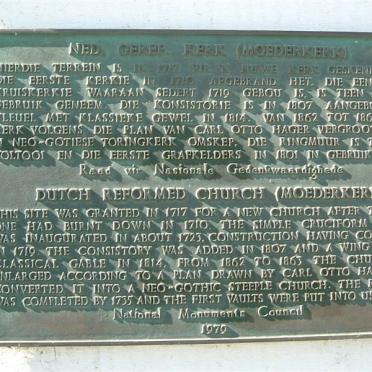 NED. GEREF. KERK (MOEDERKERK)
HIERDIE TERREIN IS IN 1717 VIR 'N NUWE KERK GESKENK
DIE EERSTE KERKIE IN 1710 AFGEBRAND HET. DIE EEN
KRUISKERKIE WAARAAN SEDERT 1719 GEBOU IS, IS TEEN
GEBRUIK GENEEM. DIE KONSISTORIE IS IN 1807 AANGEBOU
VLEUEL MET KLASSIEKE GEWEL IN 1814. VAN 1862 TOT 186
KERK VOLGENS DIE PLAN VAN CARL OTTO HAGER VERGROOT
N NEO-GOTIESE TORINGKERK OMSKEP. DIE RINGMUUR IS T
VOLTOOI EN DIE EERSTE GRAFKELDERS IN 1801 IN GEBRUIK
Raad vir Nasionale Gedenkwaardighede
DUTCH REFORMED CHURCH (MOEDERKERK)
THIS SITE WAS GRANTED IN 1717 FOR A NEW CHURCH AFTER T
ONE HAD BURNT DOWN IN 1710. THE SIMPLE CRUCIFORM
WAS INAUGURATED IN ABOUT 1723, CONSTRUCTION HAVING CO
IN 1719. THE CONSISTORY WAS ADDED IN 1807 AND A WING
CLASSICAL GABLE IN 1814. FROM 1862 TO 1863 THE CHU
ENLARGED ACCORDING TO A PLAN DRAWN BY CARL OTTO HA
CONVERTED IT INTO A NEO-GOTHIC STEEPLE CHURCH. THE
WAS COMPLETED BY 1735 AND THE FIRST VAULTS WERE PUT INTO US
National Monuments Council
1979